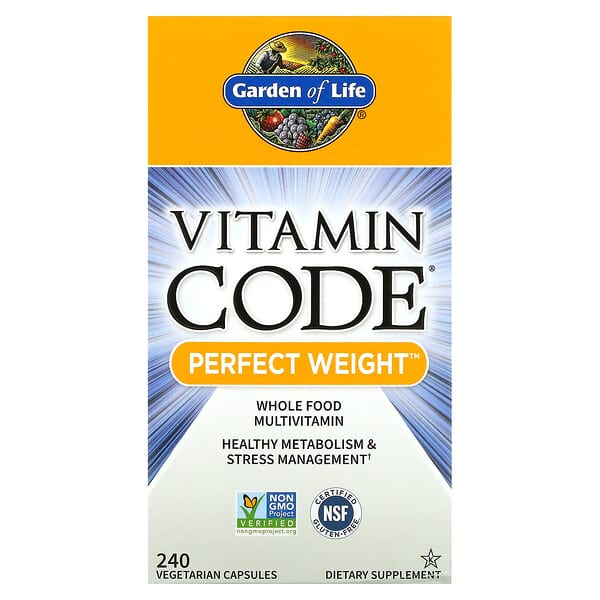 Garden of Life®
VITAMIN
CODE®
PERFECT WEIGHT™
WHOLE FOOD
MULTIVITAMIN
HEALTHY METABOLISM &
STRESS MANAGEMENT†
NON
GMO
Project
VERIFIED
nongmoproject.org
CERTIFIED
NSF
GLUTEN-FREE
240
VEGETARIAN CAPSULES
K
DIETARY SUPPLEMENT